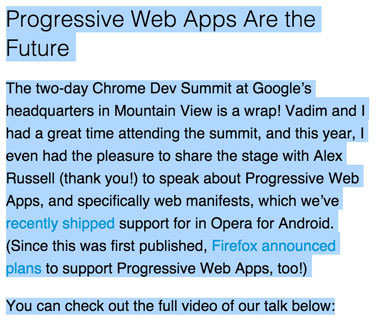 Progressive Web Apps Are the
Future
The two-day Chrome Dev Summit at Google's
headquarters in Mountain View is a wrap! Vadim and I
had a great time attending the summit, and this year, I
even had the pleasure to share the stage with Alex
Russell (thank you!) to speak about Progressive Web
Apps, and specifically web manifests, which we've
recently shipped support for in Opera for Android.
(Since this was first published, Firefox announced
plans to support Progressive Web Apps, too!)
You can check out the full video of our talk below: